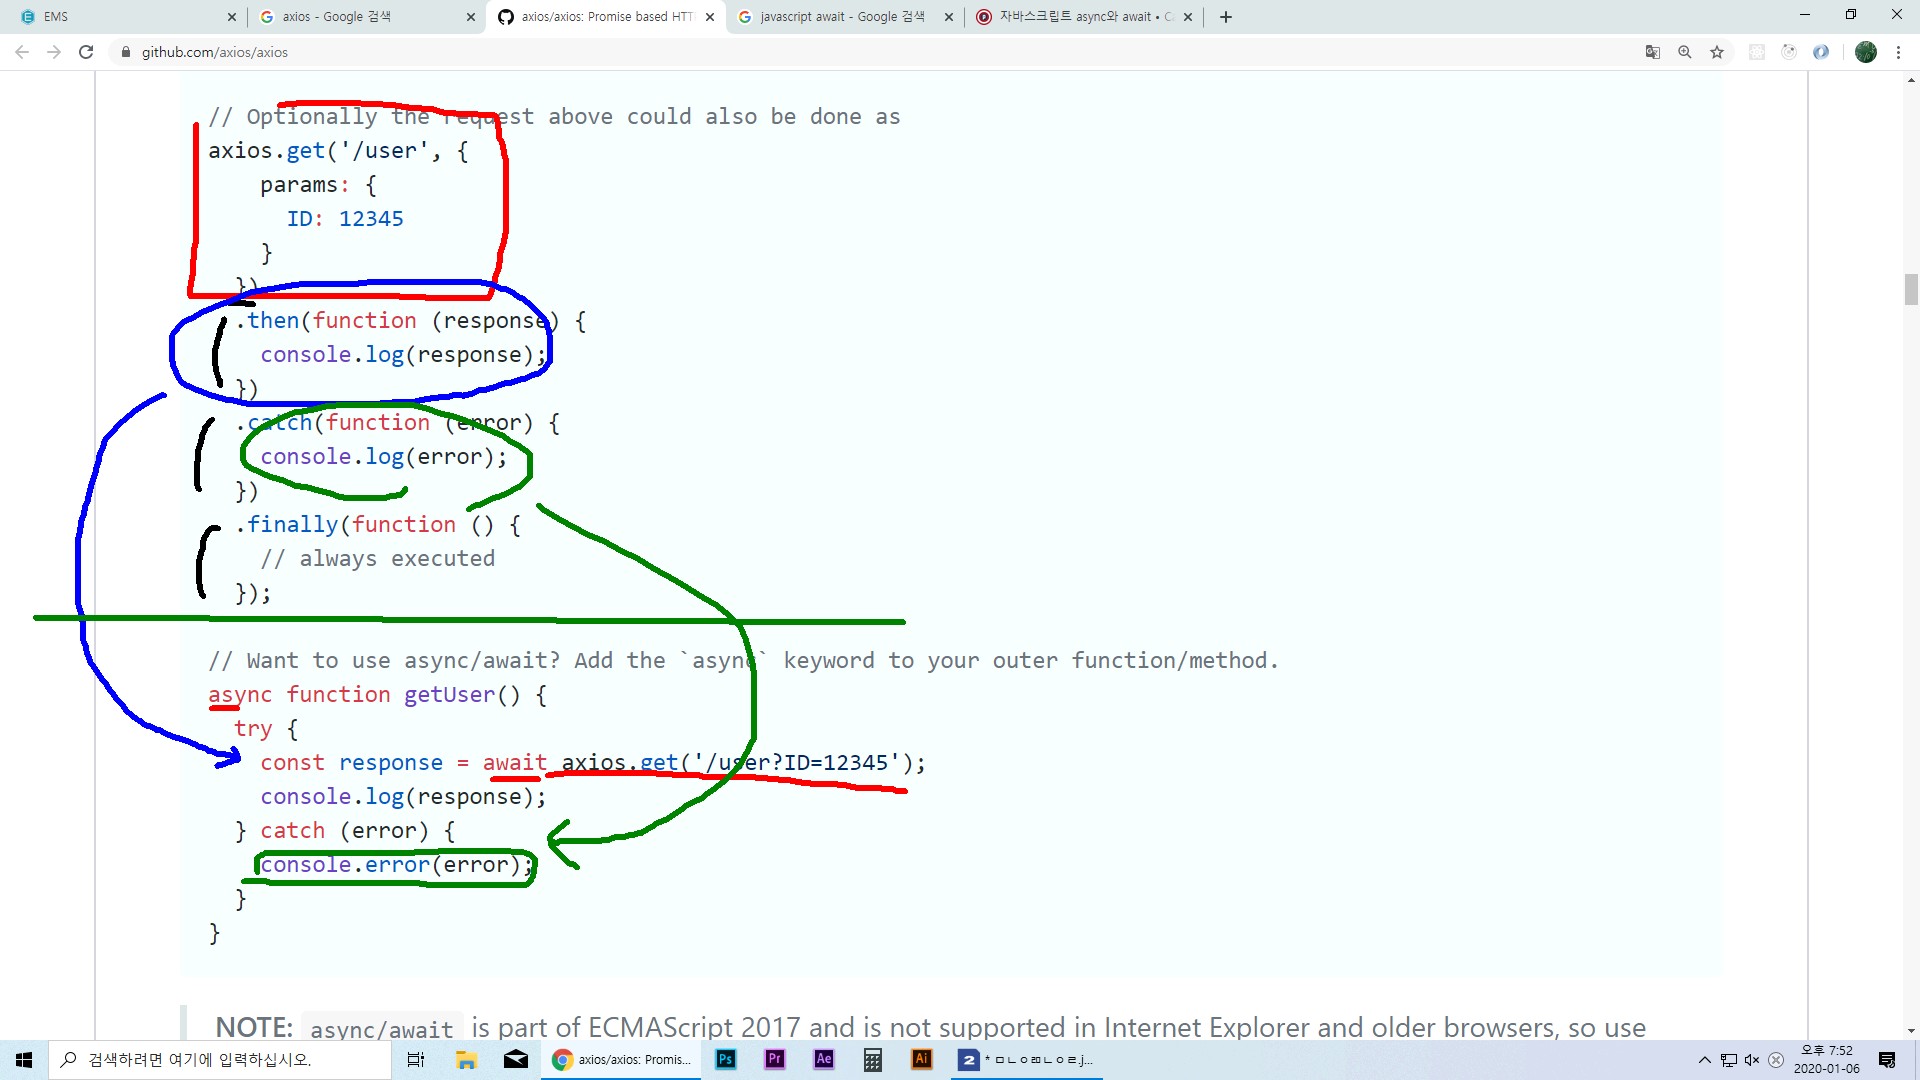 EMS
axios - Google 검색
axios/axios: Promise based HTT
javascript await - Google 검색
자바스크립트 async와 await • C
github.com/axios/axios
// Optionally the request above could also be done as
axios.get('/user', {
params: {
ID: 12345
}
})
.then(function (response) {
console.log(response);
})
.catch(function (error) {
console.log(error);
})
.finally(function () {
// always executed
});
// Want to use async/await? Add the `async` keyword to your outer function/method.
async function getUser() {
try {
const response = await axios.get('/user?ID=12345');
console.log(response);
} catch (error) {
console.error(error);
}
}
NOTE: async/await is part of ECMAScript 2017 and is not supported in Internet Explorer and older browsers, so use
검색하려면 여기에 입력하십시오.
axios/axios: Promis...
Ps
Pr
Ae
Ai
2
오후 7:52
2020-01-06